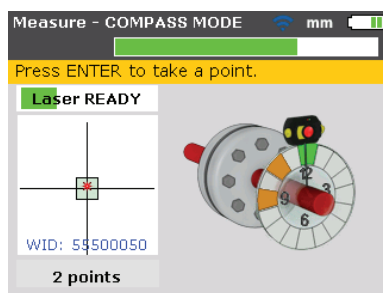 Measure - COMPASS MODE mm
Press ENTER to take a point.
Laser READY
12
3
9
6
WID: 55500050
2 points